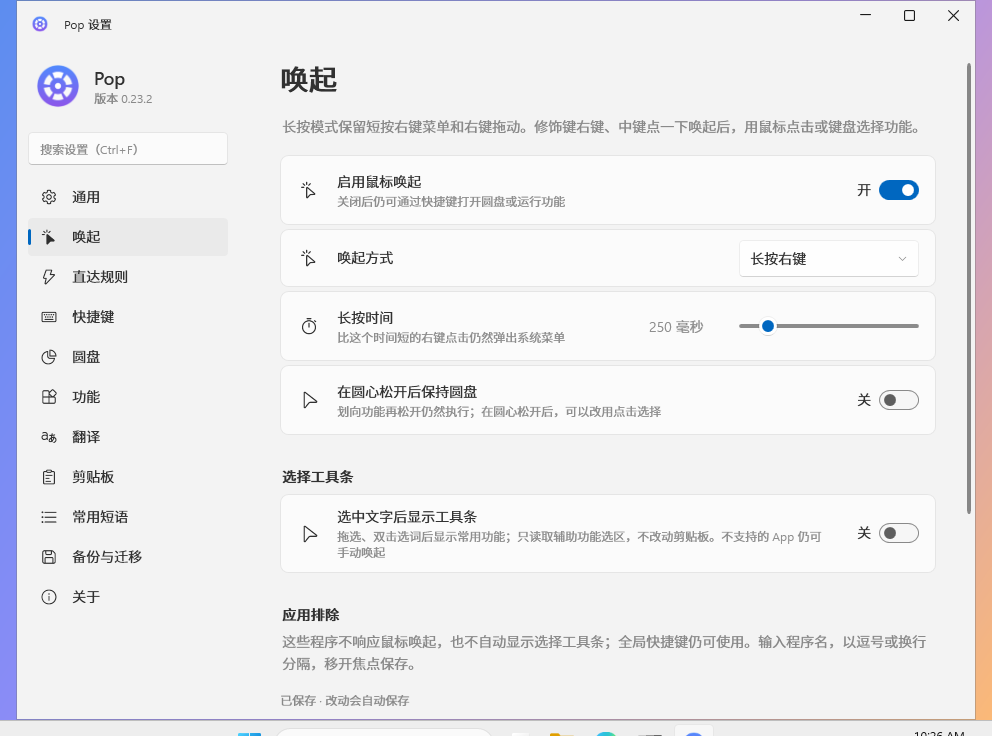 Pop 设置
Pop
版本 0.23.2
搜索设置（Ctrl+F）
通用
唤起
直达规则
快捷键
圆盘
功能
翻译
剪贴板
常用短语
备份与迁移
关于
唤起
长按模式保留短按右键菜单和右键拖动。修饰键右键、中键点一下唤起后，用鼠标点击或键盘选择功能。
启用鼠标唤起
关闭后仍可通过快捷键打开圆盘或运行功能
开
唤起方式
长按右键
长按时间
比这个时间短的右键点击仍然弹出系统菜单
250 毫秒
在圆心松开后保持圆盘
划向功能再松开仍然执行；在圆心松开后，可以改用点击选择
关
选择工具条
选中文字后显示工具条
拖选、双击选词后显示常用功能；只读取辅助功能选区，不改动剪贴板。不支持的 App 仍可
手动唤起
关
应用排除
这些程序不响应鼠标唤起，也不自动显示选择工具条；全局快捷键仍可使用。输入程序名，以逗号或换行
分隔，移开焦点保存。
已保存 · 改动会自动保存
10:26 AM